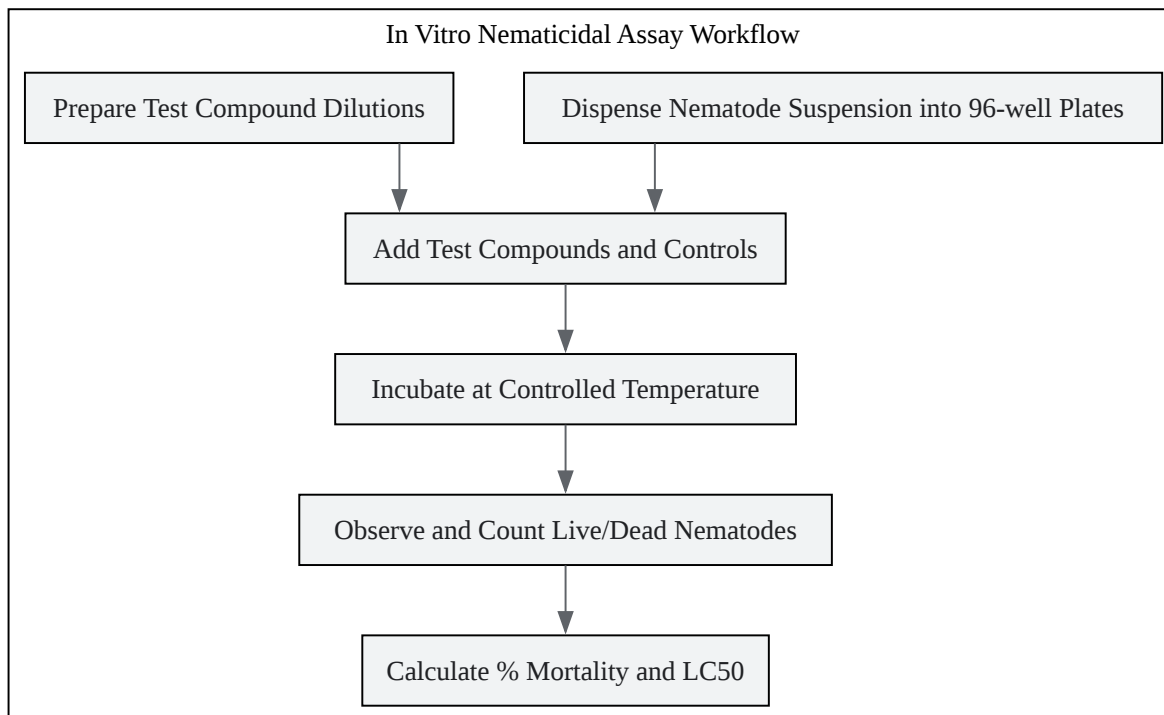 In Vitro Nematicidal Assay Workflow
Prepare Test Compound Dilutions
Dispense Nematode Suspension into 96-well Plates
Add Test Compounds and Controls
Incubate at Controlled Temperature
Observe and Count Live/Dead Nematodes
Calculate % Mortality and LC50